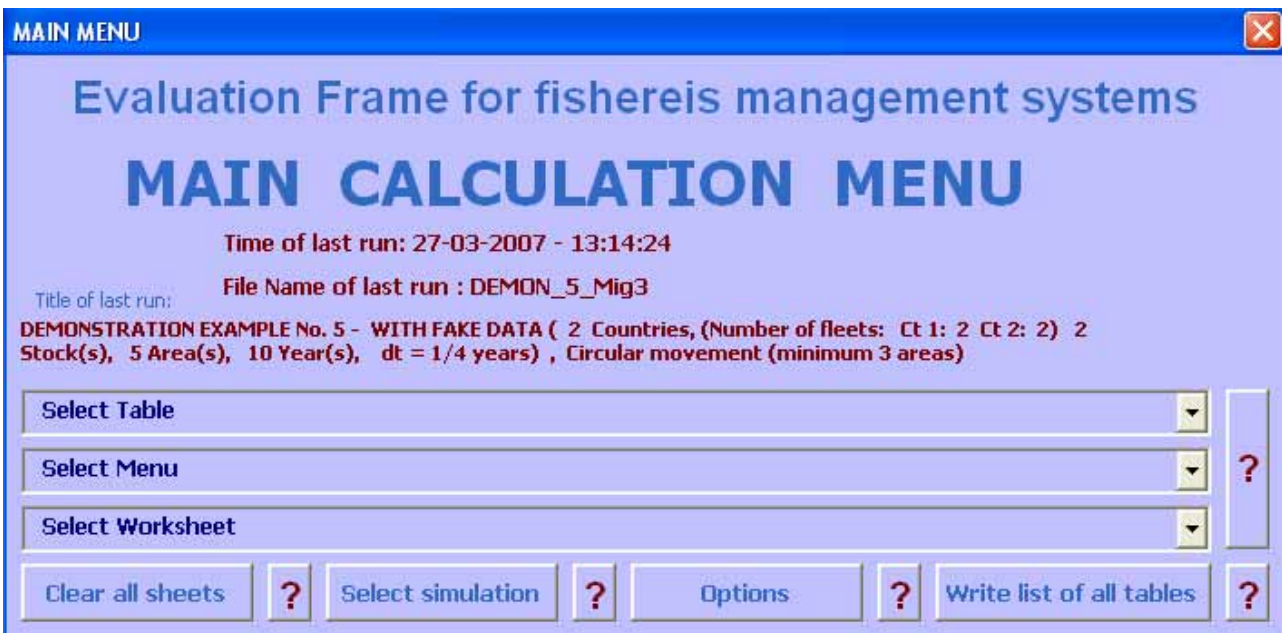 MAIN MENU
Evaluation Frame for fishereis management systems
MAIN CALCULATION MENU
Time of last run: 27-03-2007 - 13:14:24
File Name of last run : DEMON_5_Mig3
Title of last run:
DEMONSTRATION EXAMPLE No. 5 - WITH FAKE DATA ( 2 Countries, (Number of fleets: Ct 1: 2 Ct 2: 2) 2
Stock(s), 5 Area(s), 10 Year(s), dt = 1/4 years) , Circular movement (minimum 3 areas)
Select Table
Select Menu
?
Select Worksheet
Clear all sheets ? Select simulation ? Options ? Write list of all tables ?